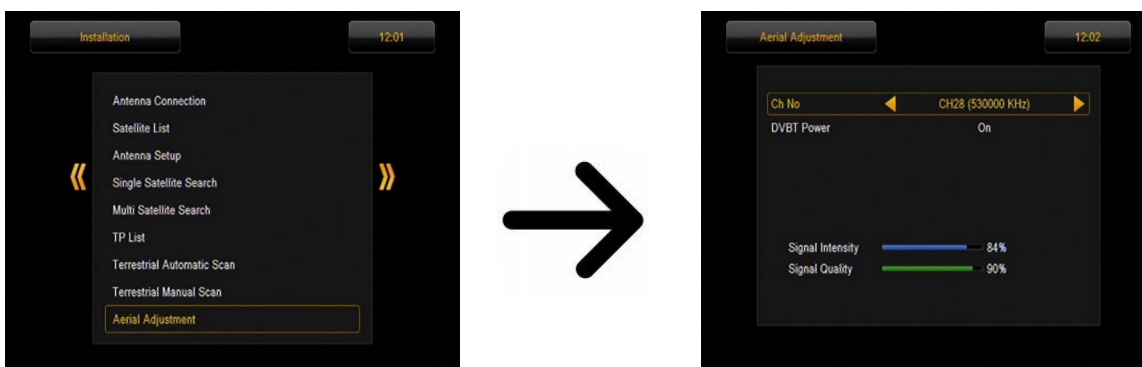 Installation
12:01
Antenna Connection
Satellite List
Antenna Setup
Single Satellite Search
Multi Satellite Search
TP List
Terrestrial Automatic Scan
Terrestrial Manual Scan
Aerial Adjustment
Aerial Adjustment
12:02
Ch No CH28 (530000 KHz)
DVBT Power On
Signal Intensity 84%
Signal Quality 90%